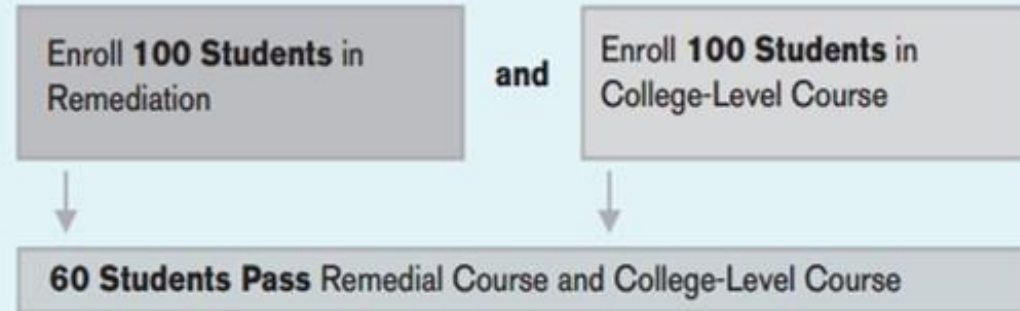 Enroll 100 Students in
Remediation
and
Enroll 100 Students in
College-Level Course
60 Students Pass Remedial Course and College-Level Course